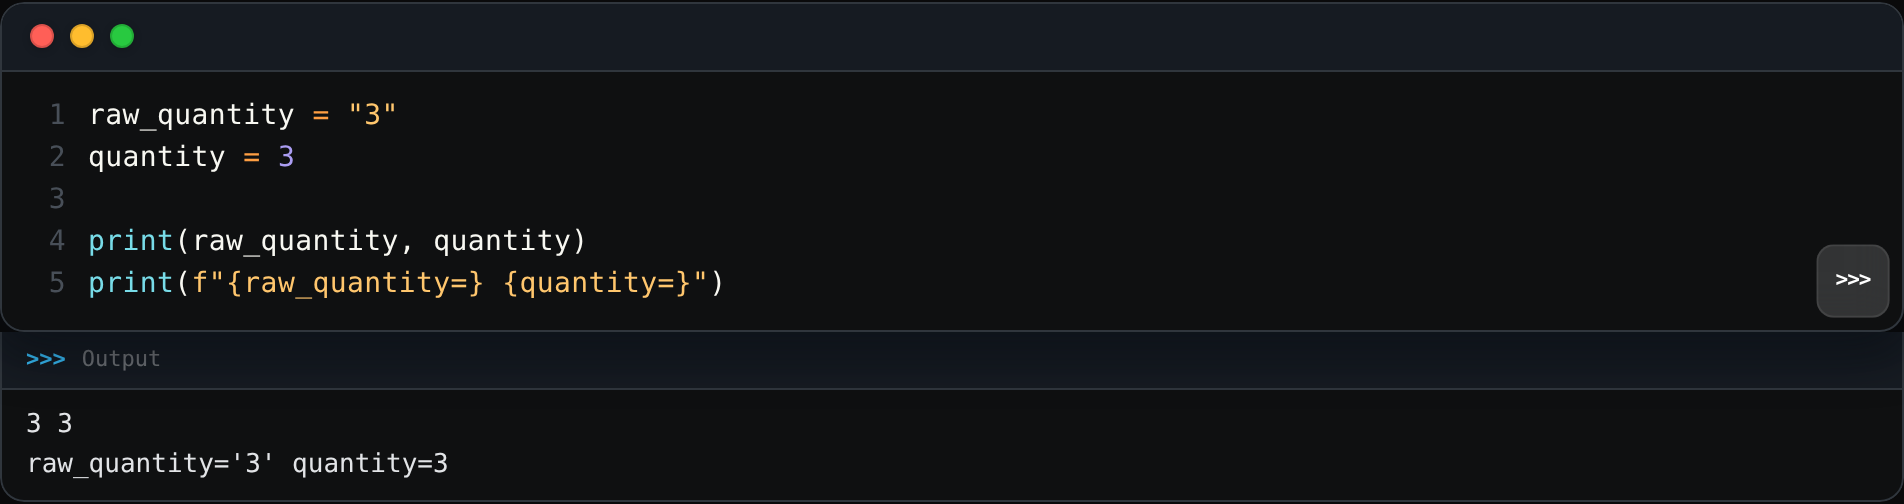 1 raw_quantity = "3"
2 quantity = 3
3
4 print(raw_quantity, quantity)
5 print(f"{raw_quantity=} {quantity=}")
>>>
>>> Output
3 3
raw_quantity='3' quantity=3